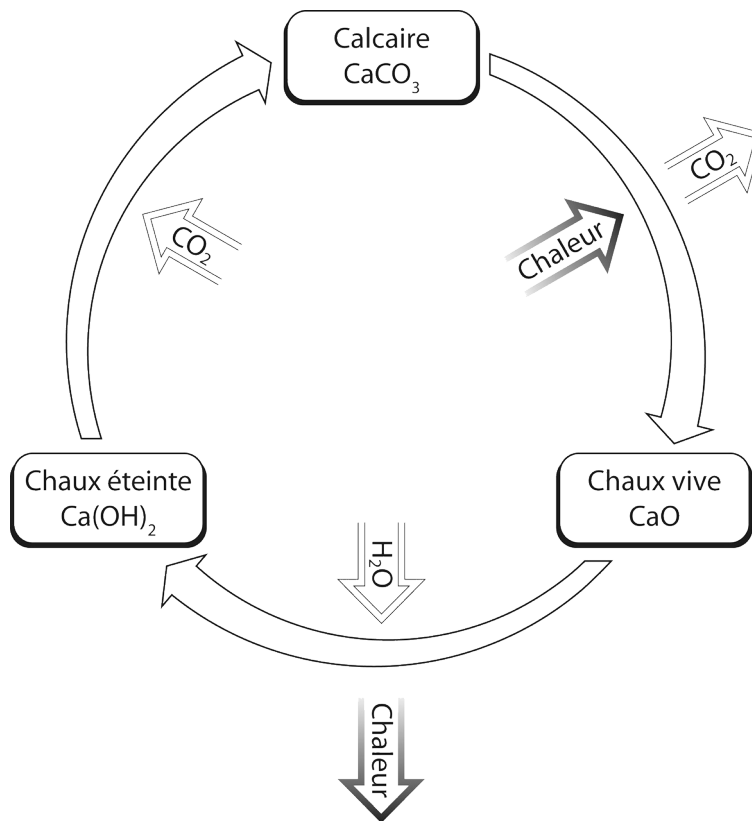 Calcaire
CaCO₃
CO₂
CO₂
Chaleur
Chaux éteinte
Ca(OH)₂
Chaux vive
CaO
H₂O
Chaleur